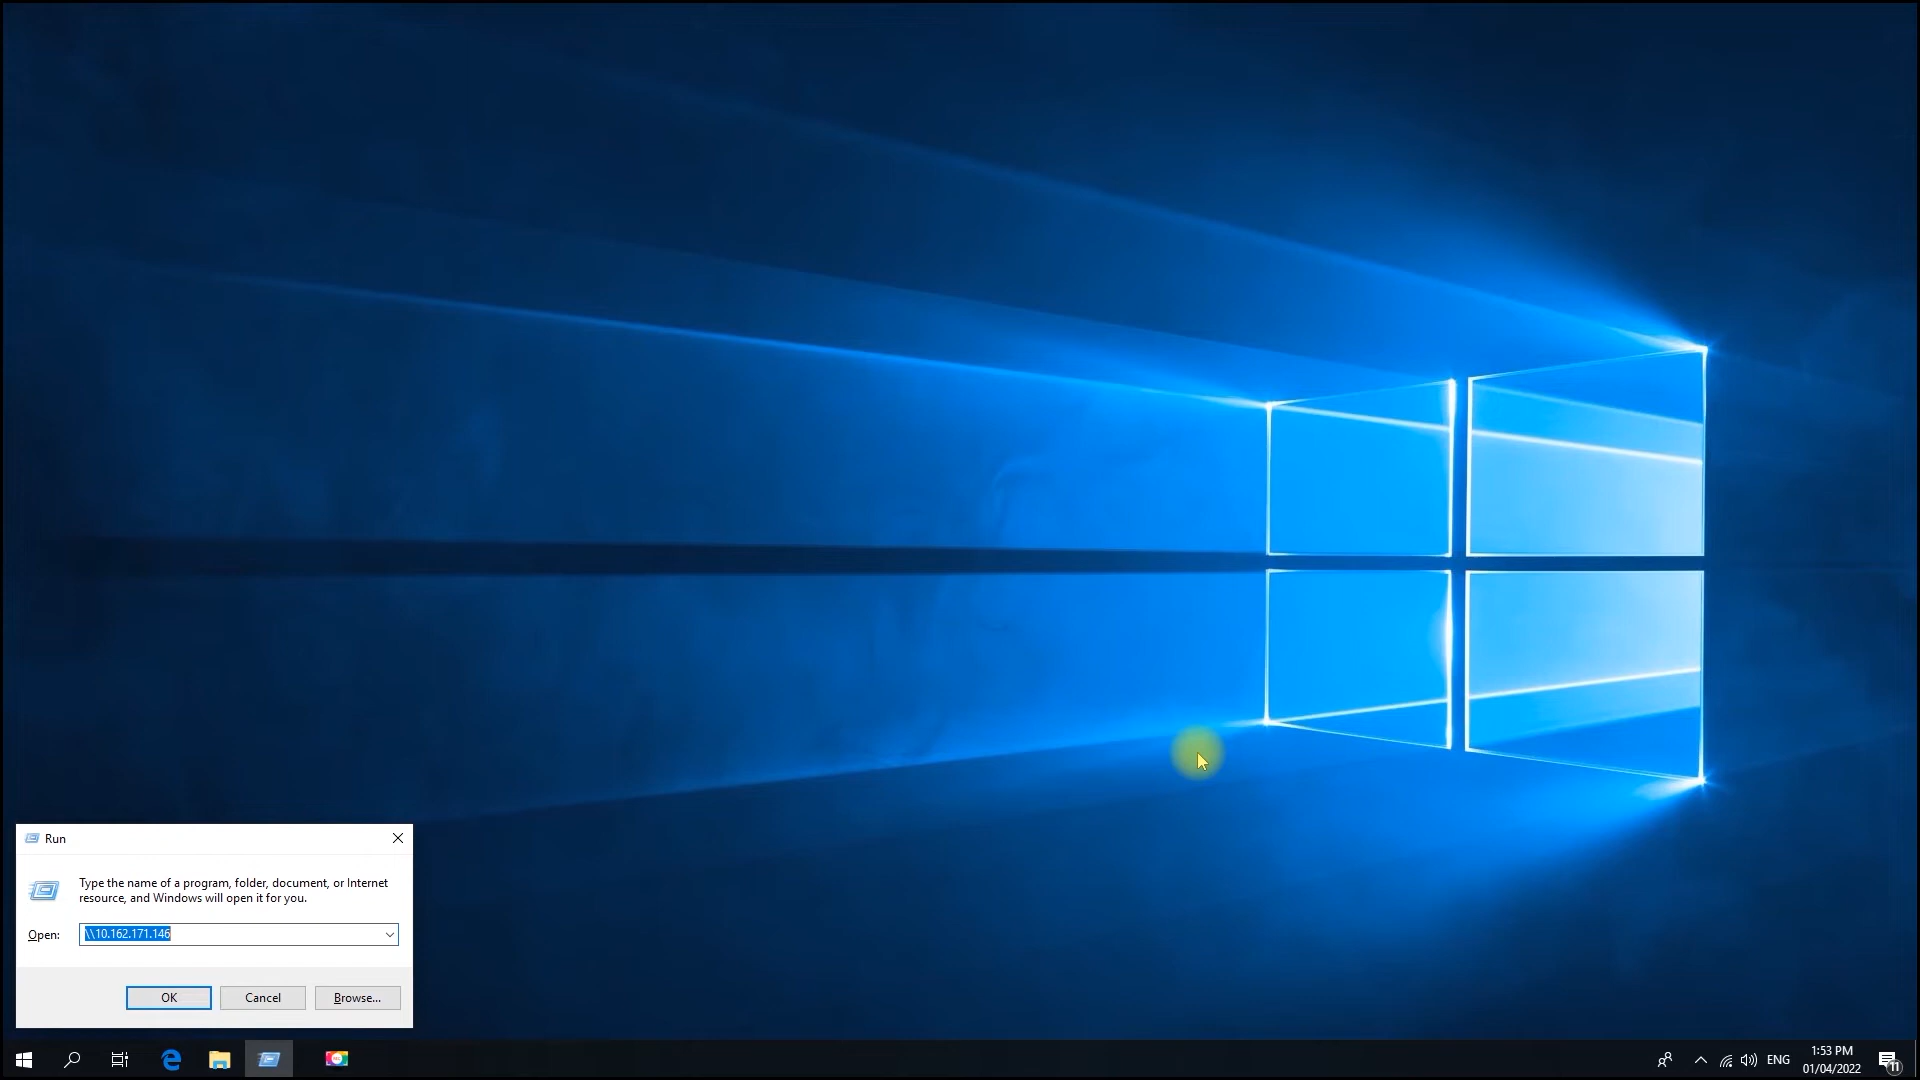 Run
Type the name of a program, folder, document, or Internet
resource, and Windows will open it for you.
Open:
\\10.162.171.146
OK
Cancel
Browse...
ENG
1:53 PM
01/04/2022
11